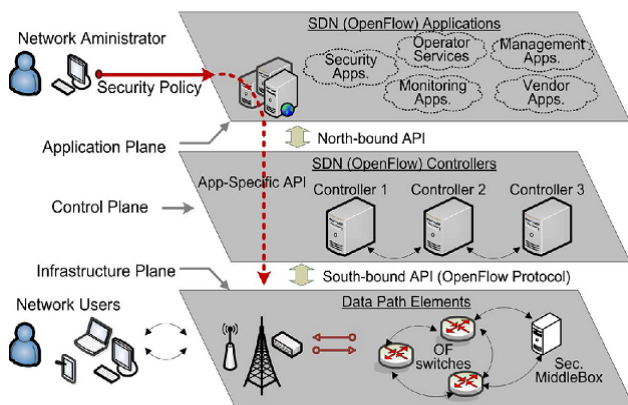 SDN (OpenFlow) Applications
Network Aministrator
Security Policy
Security
Apps.
Operator
Services
Management
Apps.
Monitoring
Apps.
Vendor
Apps.
Application Plane
North-bound API
SDN (OpenFlow) Controllers
App-Specific API
Controller 1
Controller 2
Controller 3
Control Plane
Infrastructure Plane
South-bound API (OpenFlow Protocol)
Network Users
Data Path Elements
OF
switches
Sec.
MiddleBox